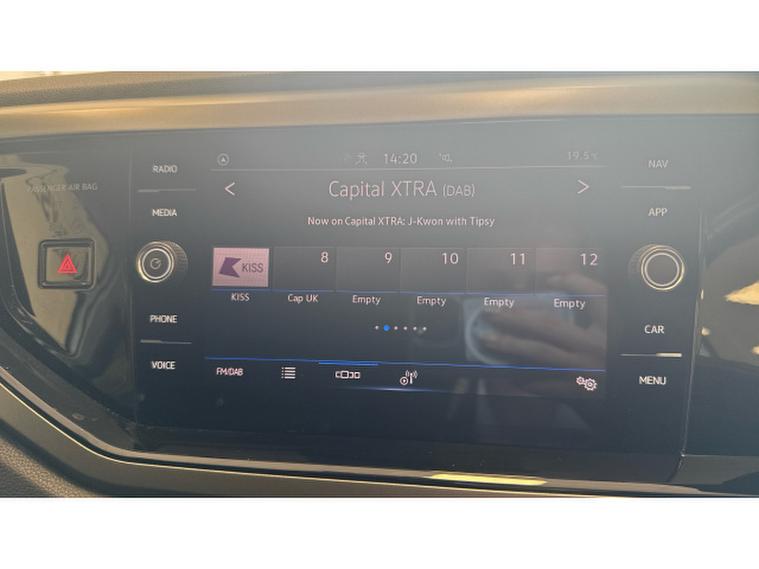 RADIO
14:20
19.5°C
NAV
PASSENGER AIR BAG
Capital XTRA (DAB)
MEDIA
APP
Now on Capital XTRA: J-Kwon with Tipsy
KISS
8
9
10
11
12
KISS
Cap UK
Empty
Empty
Empty
Empty
PHONE
CAR
VOICE
FM/DAB
MENU